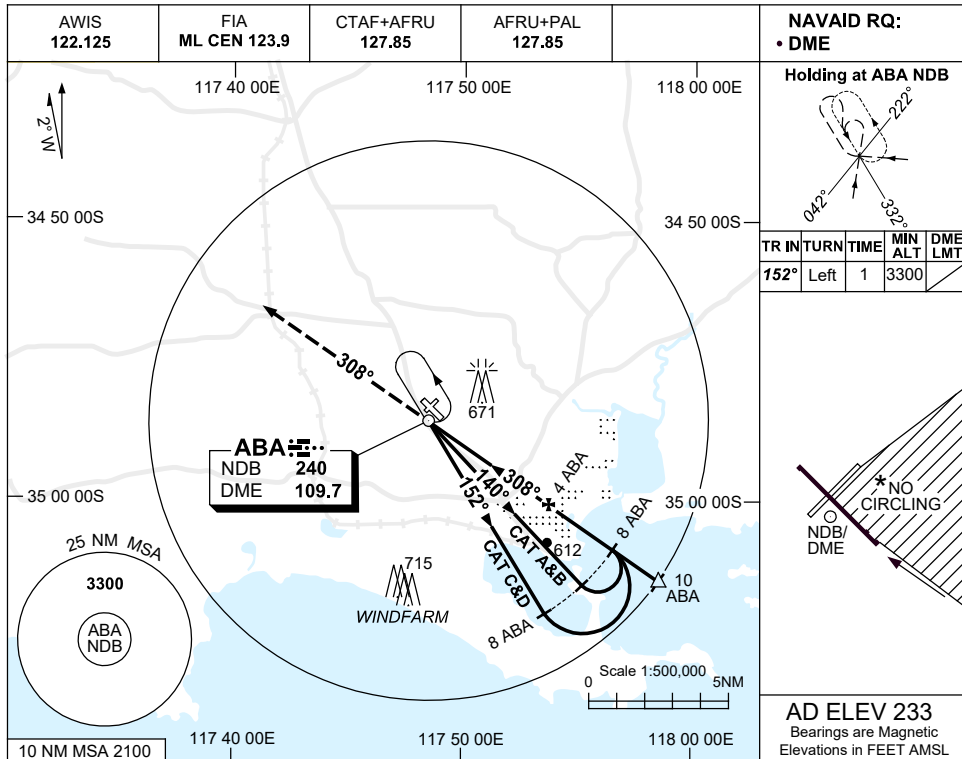 AWIS
122.125
FIA
ML CEN 123.9
CTAF+AFRU
127.85
AFRU+PAL
127.85
NAVAID RQ:
• DME
117 40 00E
117 50 00E
118 00 00E
2° W
34 50 00S
34 50 00S
Holding at ABA NDB
222°
042°
332°
TR IN TURN TIME MIN ALT DME LMT
152° Left 1 3300
308°
671
ABA
NDB 240
DME 109.7
308°
140°
152°
4 ABA
8 ABA
CAT A&B
CAT C&D
612
35 00 00S
35 00 00S
* NO
CIRCLING
NDB/
DME
25 NM MSA
3300
ABA
NDB
715
WINDFARM
8 ABA
10
ABA
Scale 1:500,000
0 5NM
10 NM MSA 2100
117 40 00E
117 50 00E
118 00 00E
AD ELEV 233
Bearings are Magnetic
Elevations in FEET AMSL